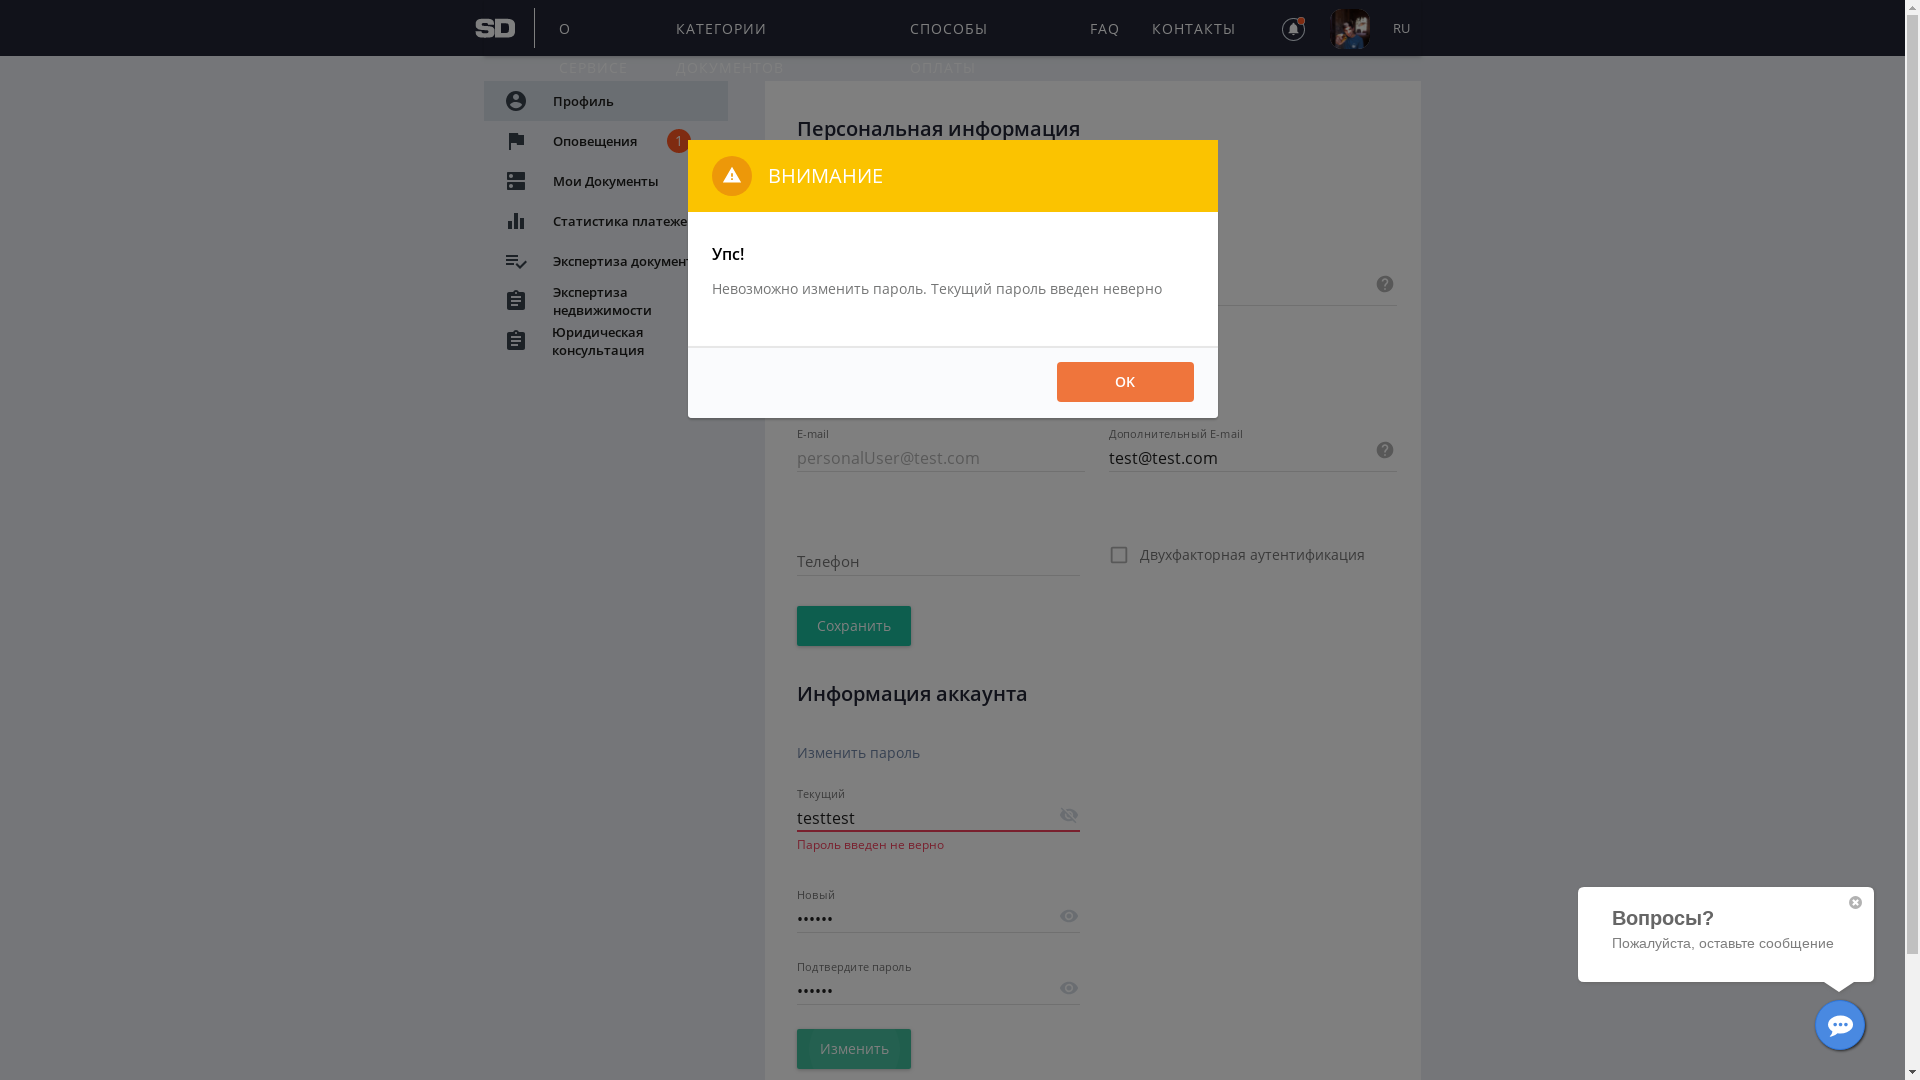 SD
О
СЕРВИСЕ
КАТЕГОРИИ
ДОКУМЕНТОВ
СПОСОБЫ
ОПЛАТЫ
FAQ
КОНТАКТЫ
RU
Профиль
Оповещения
1
Мои Документы
Статистика платеже
Экспертиза докумен
Экспертиза
недвижимости
Юридическая
консультация
Персональная информация
ВНИМАНИЕ
Упс!
Невозможно изменить пароль. Текущий пароль введен неверно
OK
E-mail
personalUser@test.com
Дополнительный E-mail
test@test.com
Телефон
Двухфакторная аутентификация
Сохранить
Информация аккаунта
Изменить пароль
Текущий
testtest
Пароль введен не верно
Новый
••••••
Подтвердите пароль
••••••
Изменить
Вопросы?
Пожалуйста, оставьте сообщение